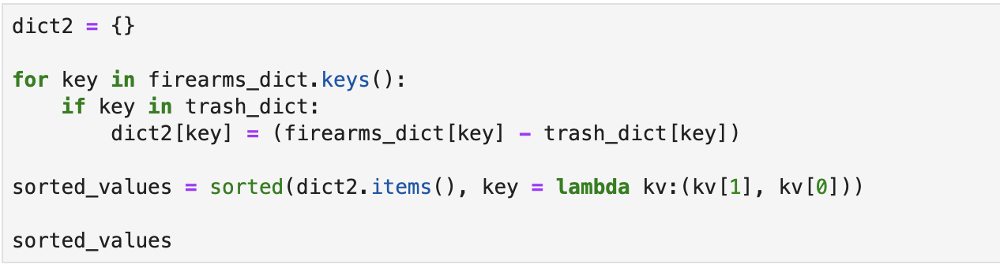 dict2 = {}
for key in firearms_dict.keys():
    if key in trash_dict:
        dict2[key] = (firearms_dict[key] - trash_dict[key])
sorted_values = sorted(dict2.items(), key = lambda kv:(kv[1], kv[0]))
sorted_values